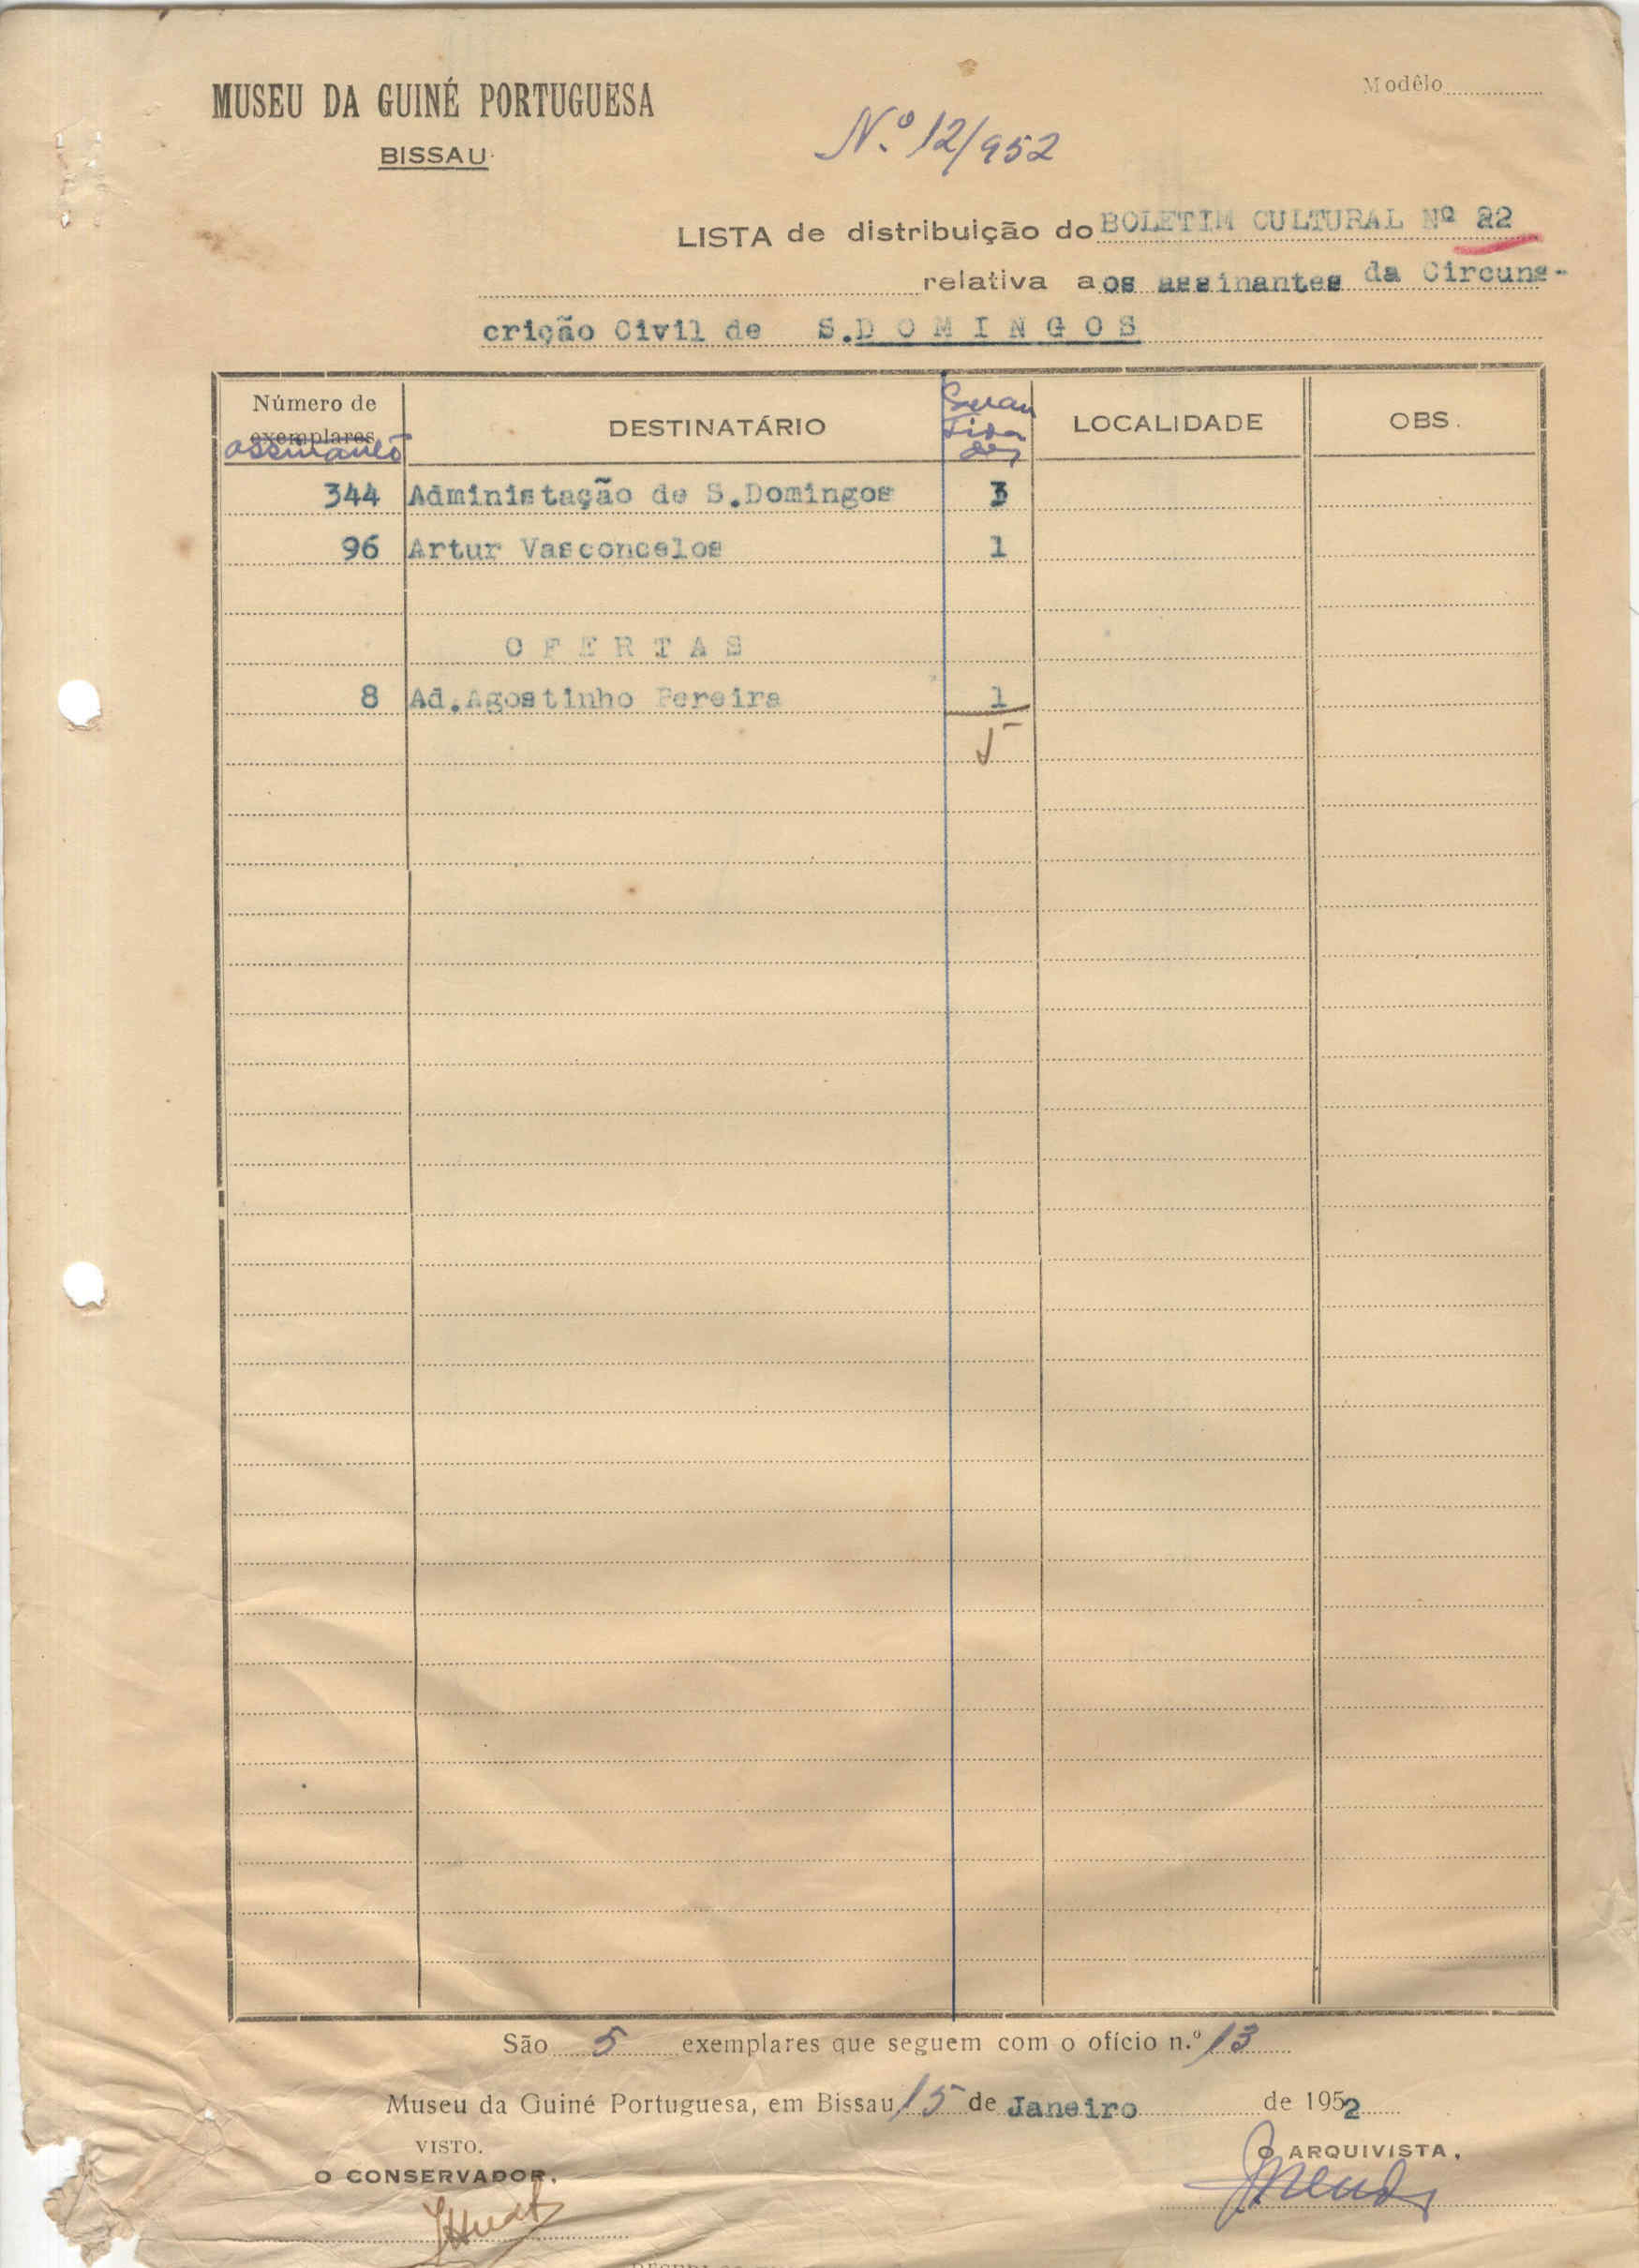 MUSEU DA GUINÉ PORTUGUESA
Modêlo
BISSAU
N.º 12/952
LISTA de distribuição do BOLETIM CULTURAL Nº 22
relativa aos assinantes da Circuns-
crição Civil de S.DOMINGOS
Número de exemplares assinantes DESTINATÁRIO Quantidades LOCALIDADE OBS.
344 Administação de S.Domingos 3
96 Artur Vasconcelos 1
OFERTAS
8 Ad.Agostinho Pereira 1
5
São 5 exemplares que seguem com o ofício n.º 13
Museu da Guiné Portuguesa, em Bissau 15 de Janeiro de 1952
VISTO.
O ARQUIVISTA,
O CONSERVADOR,